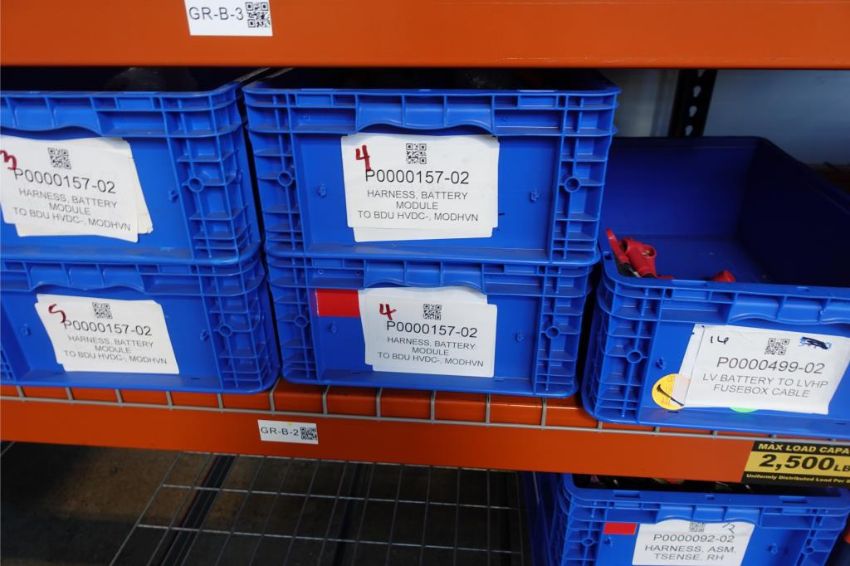 GR-B-3
3
P0000157-02
HARNESS, BATTERY
MODULE
TO BDU HVDC-, MODHVN
4
P0000157-02
HARNESS, BATTERY
MODULE
TO BDU HVDC-, MODHVN
5
P0000157-02
HARNESS, BATTERY
MODULE
TO BDU HVDC-, MODHVN
4
P0000157-02
HARNESS, BATTERY
MODULE
TO BDU HVDC-, MODHVN
14
P0000499-02
LV BATTERY TO LVHP
FUSEBOX CABLE
GR-B-2
MAX LOAD CAPA
2,500LB
Uniformly Distributed Load Per
P0000092-02
HARNESS, ASM,
TSENSE, RH